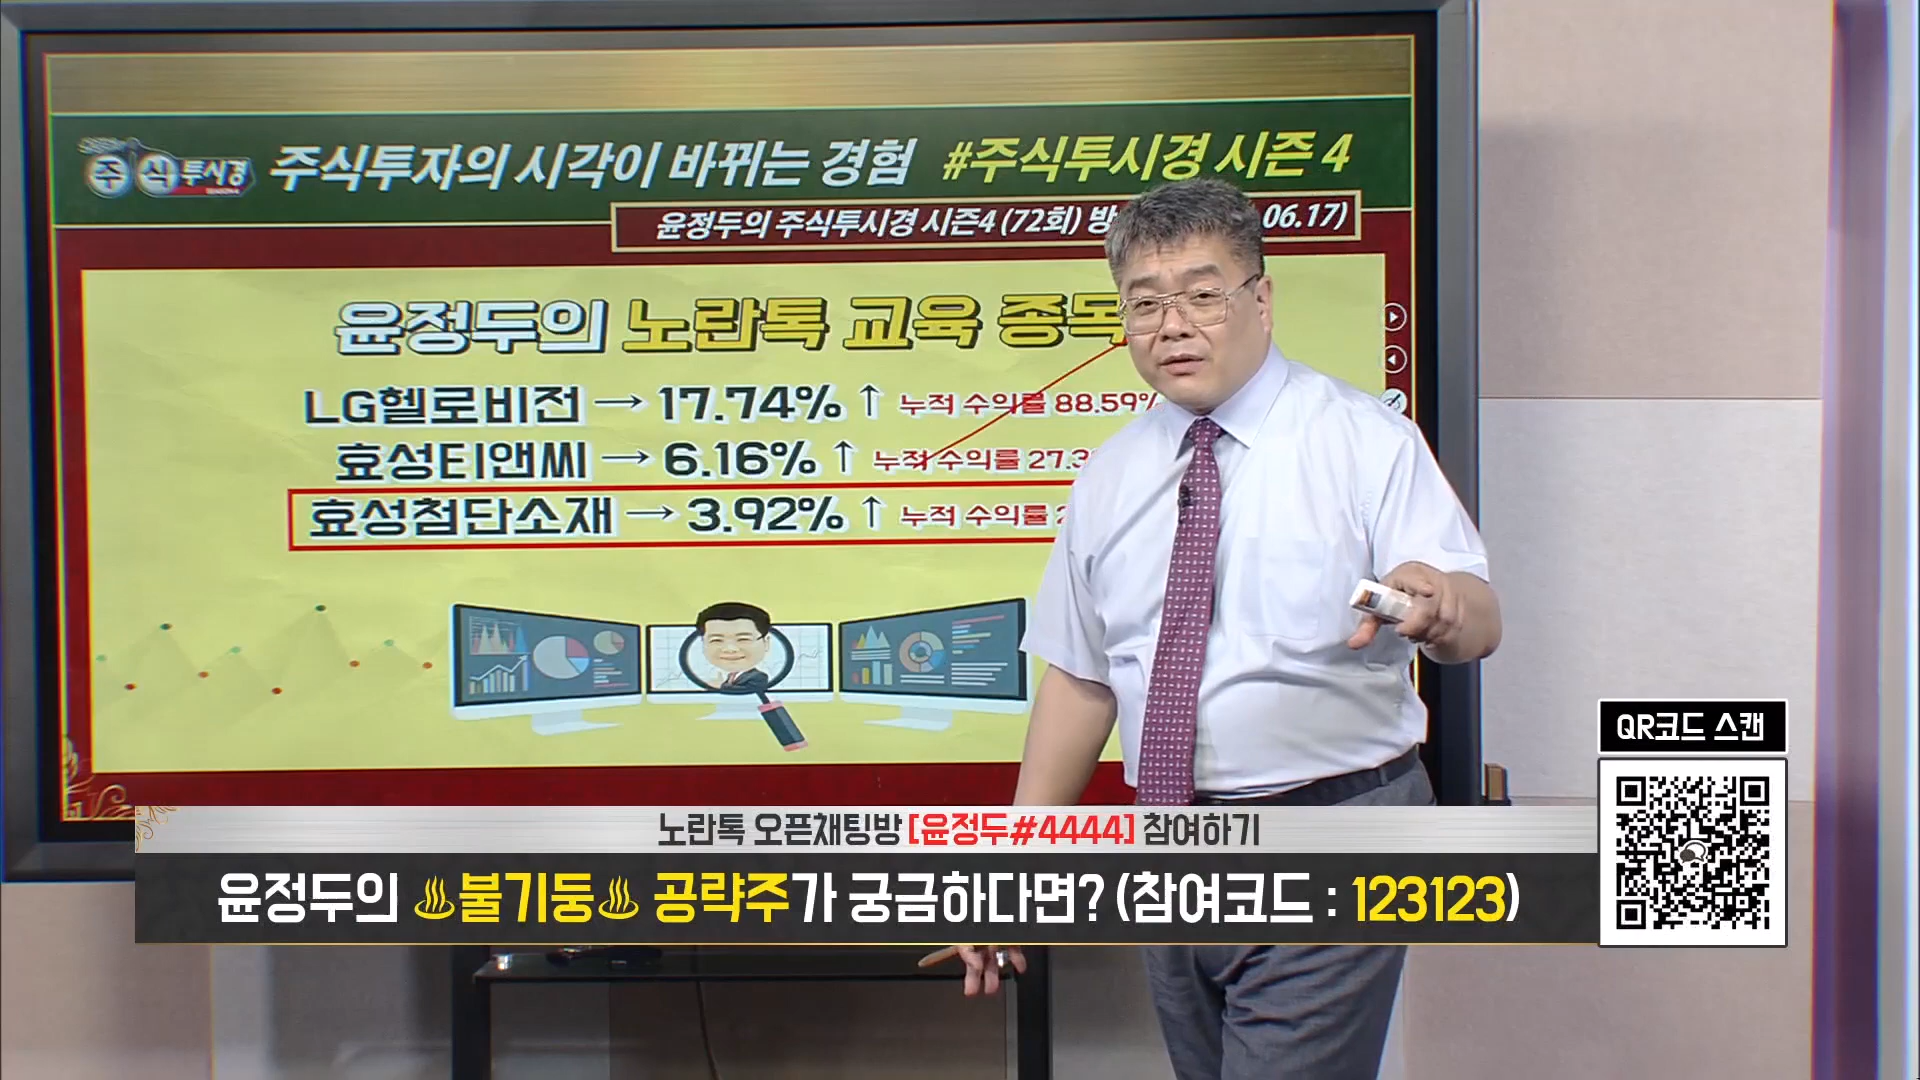 주식투시경 주식투자의 시각이 바뀌는 경험 #주식투시경 시즌 4
윤정두의 주식투시경 시즌4 (72회) 방 06.17)
윤정두의 노란톡 교육 종목
LG헬로비전 → 17.74% ↑ 누적 수익률 88.59%
효성티앤씨 → 6.16% ↑ 누적 수익률 27.3
효성첨단소재 → 3.92% ↑ 누적 수익률 2
QR코드 스캔
노란톡 오픈채팅방 [윤정두#4444] 참여하기
윤정두의 ♨불기둥♨ 공략주가 궁금하다면? (참여코드 : 123123)